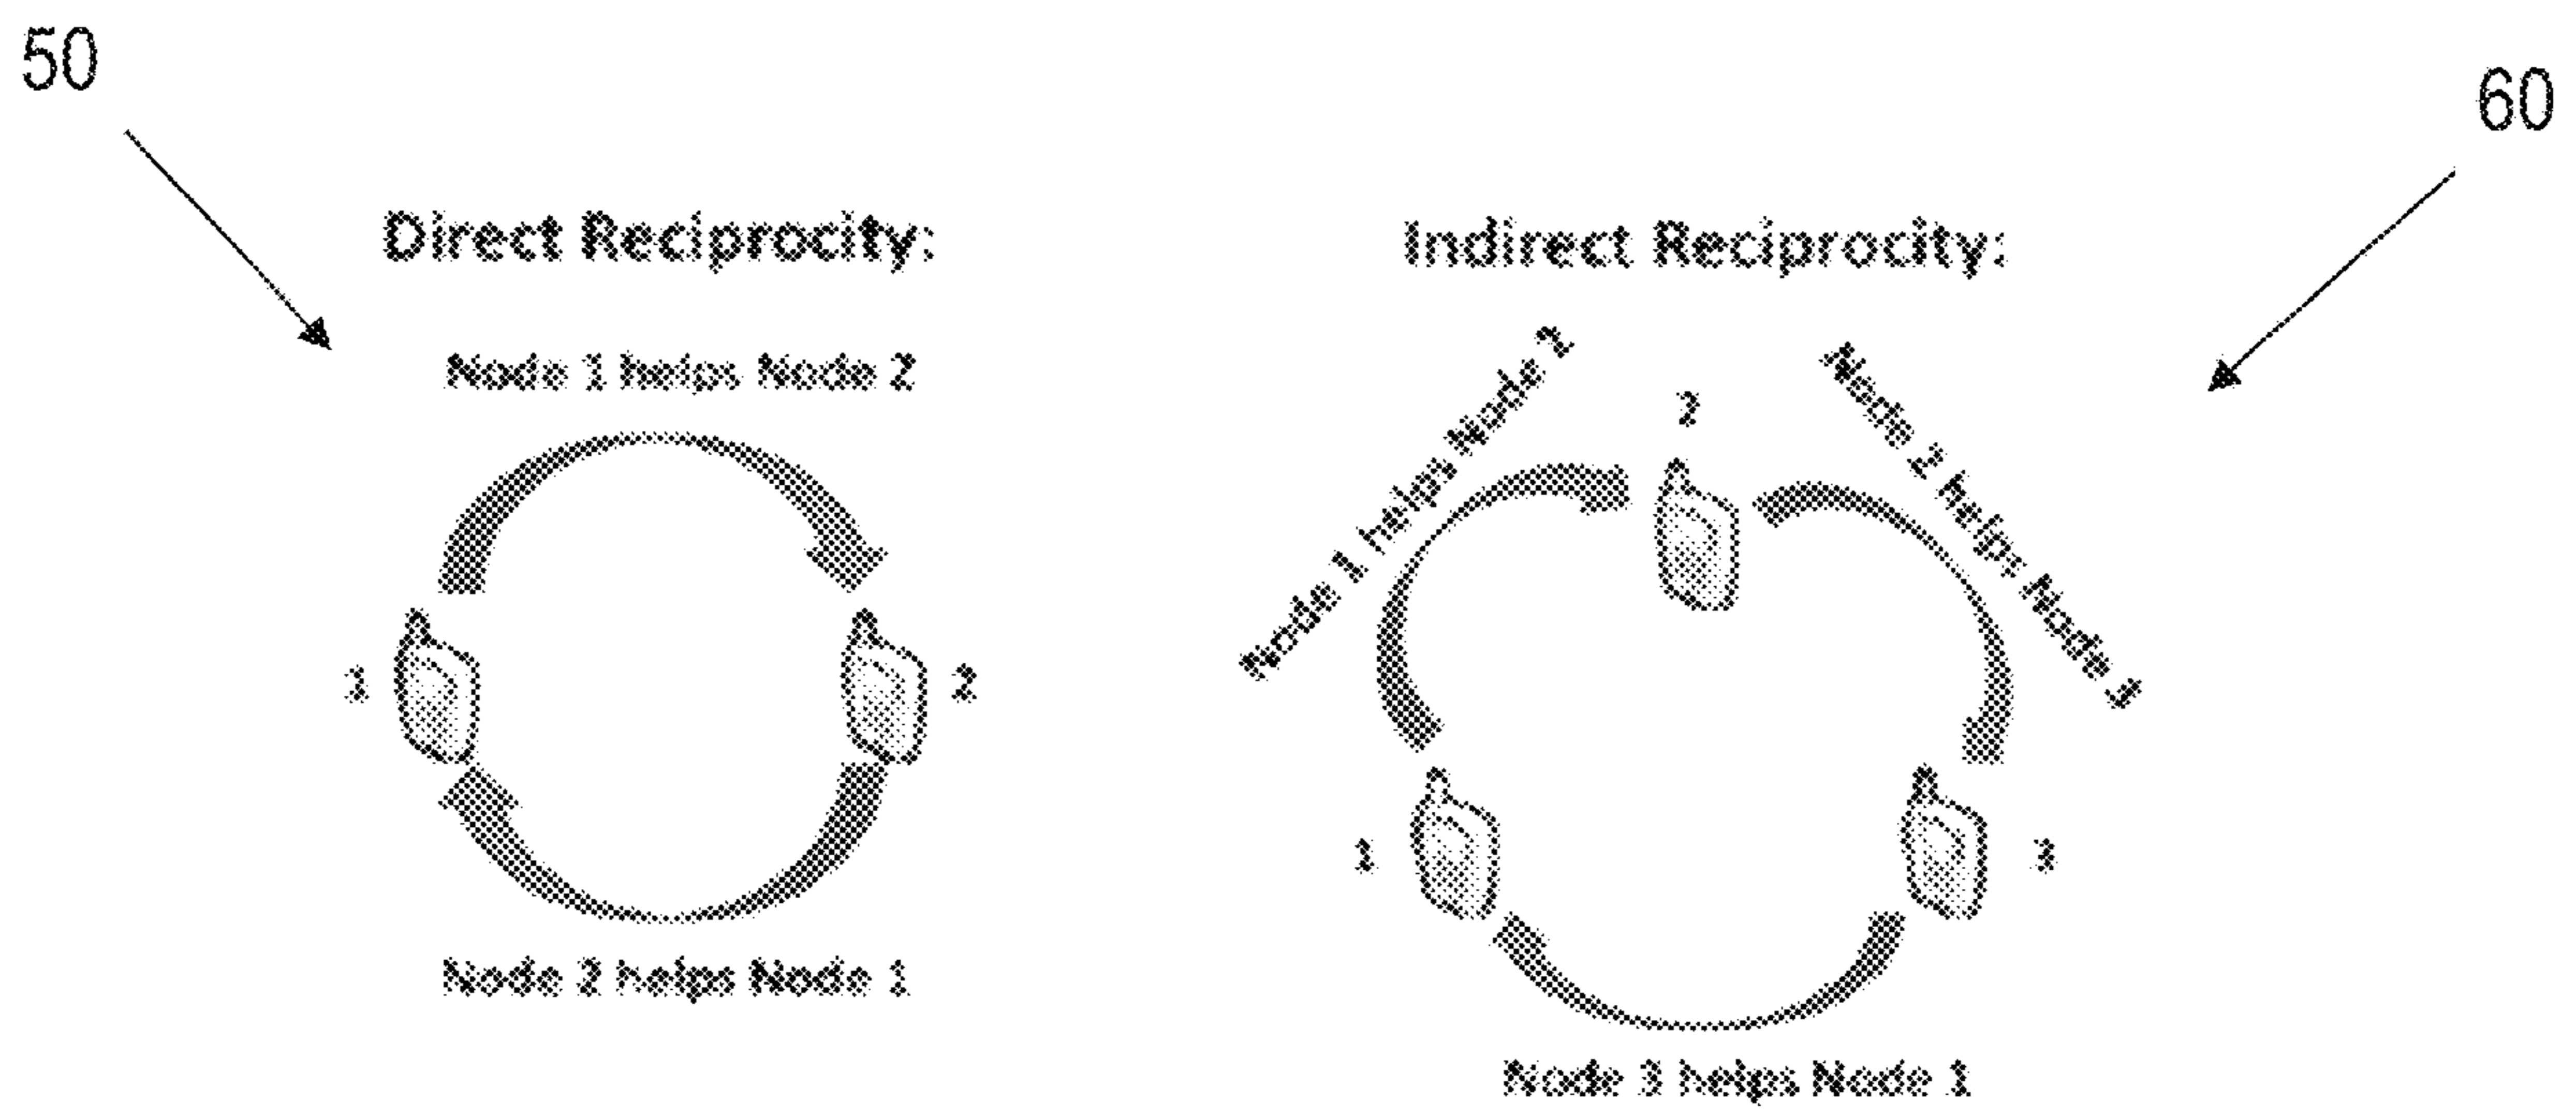 50
60
Direct Reciprocity:
Node 1 helps Node 2
1
2
Node 2 helps Node 1
Indirect Reciprocity:
Node 1 helps Node 2
Node 2 helps Node 3
2
1
3
Node 3 helps Node 1